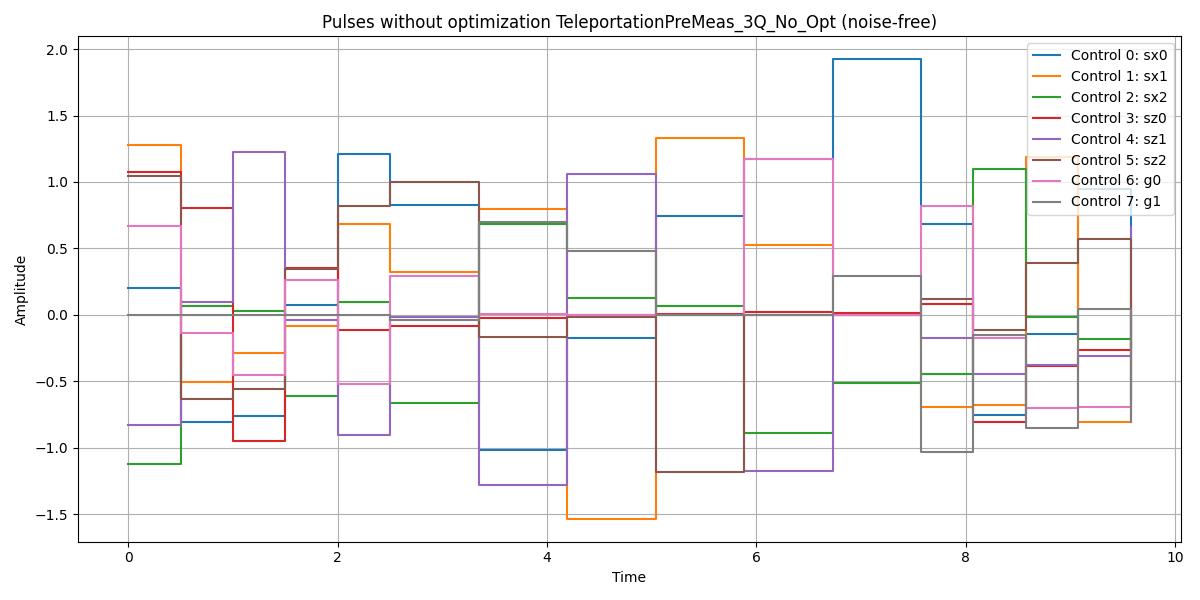 Pulses without optimization TeleportationPreMeas_3Q_No_Opt (noise-free)
2.0
1.5
1.0
0.5
0.0
−0.5
−1.0
−1.5
Amplitude
Control 0: sx0
Control 1: sx1
Control 2: sx2
Control 3: sz0
Control 4: sz1
Control 5: sz2
Control 6: g0
Control 7: g1
0 2 4 6 8 10
Time